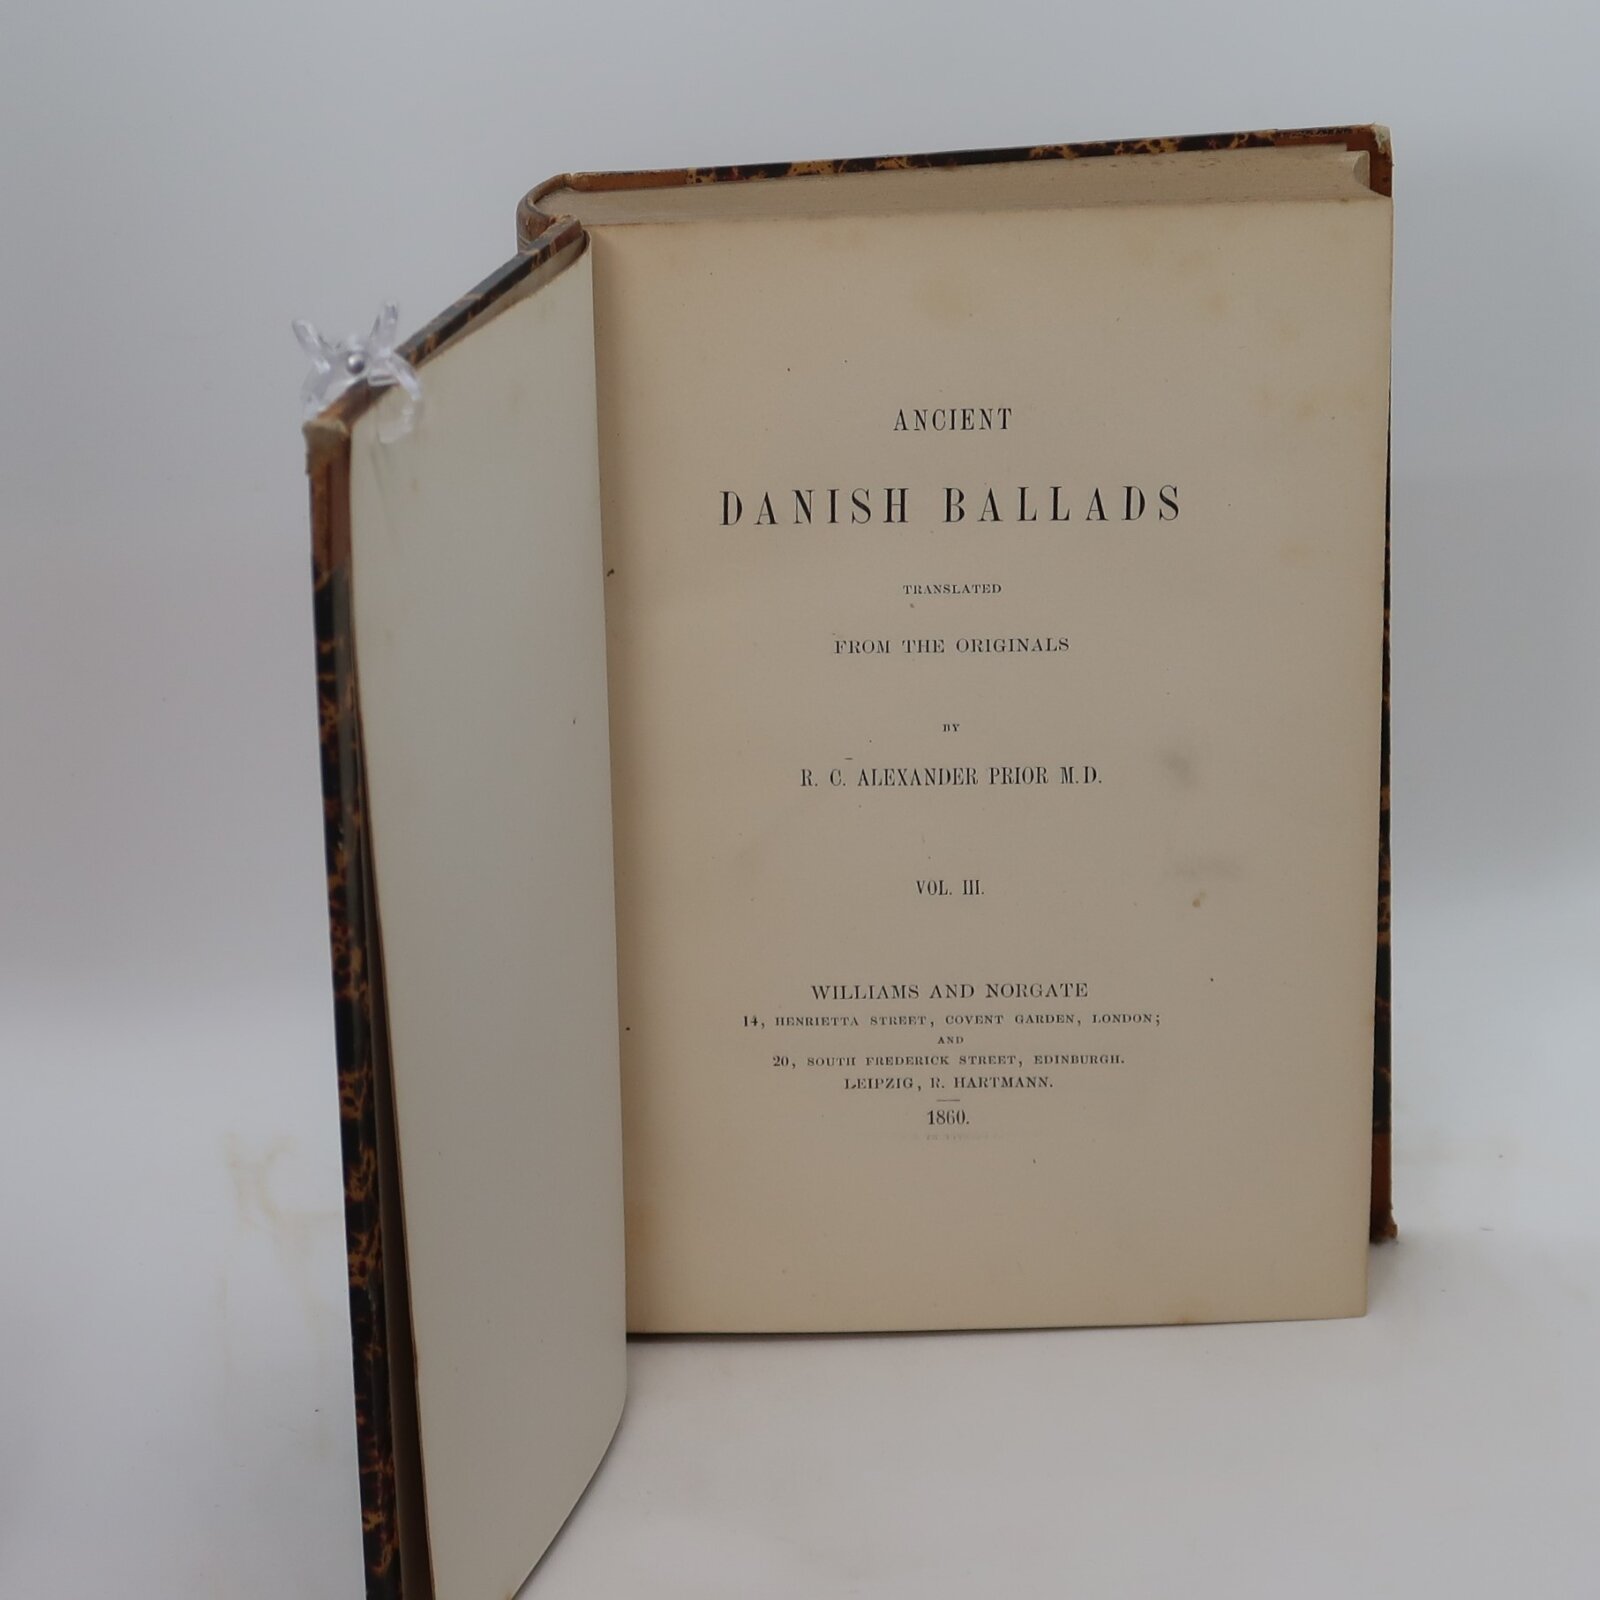 ANCIENT
DANISH BALLADS
TRANSLATED
FROM THE ORIGINALS
BY
R. C. ALEXANDER PRIOR M.D.
VOL. III.
WILLIAMS AND NORGATE
14, HENRIETTA STREET, COVENT GARDEN, LONDON;
AND
20, SOUTH FREDERICK STREET, EDINBURGH.
LEIPZIG, R. HARTMANN.
1860.